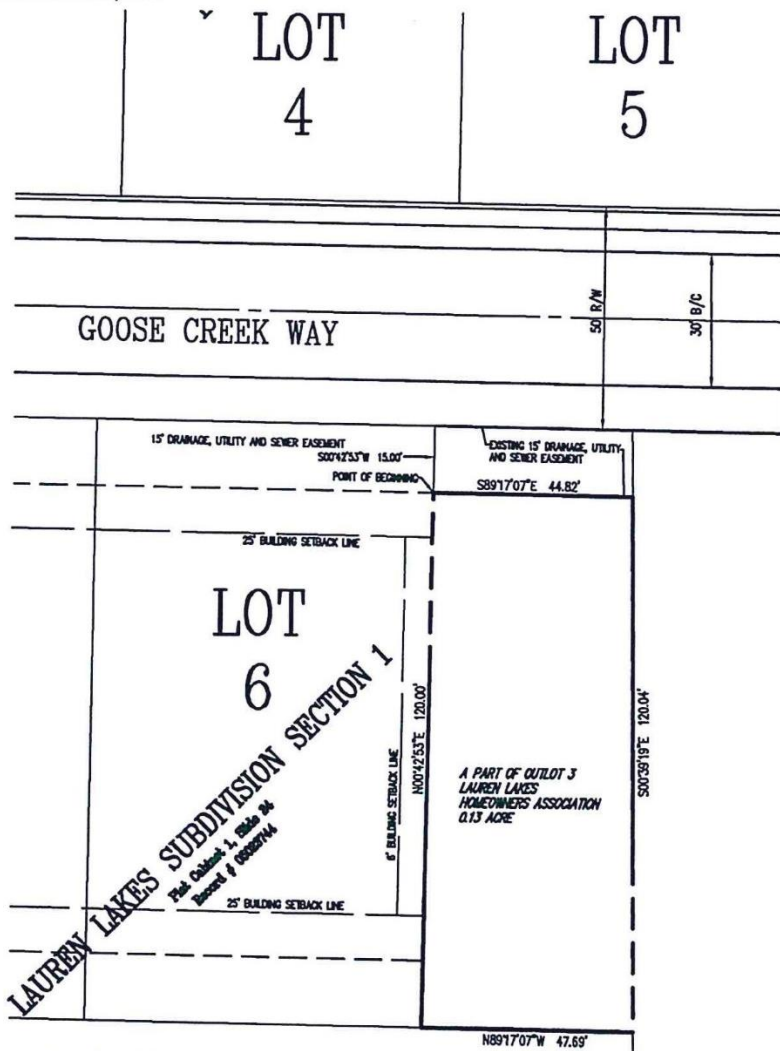 LOT
4
LOT
5
50' R/W
30' B/C
GOOSE CREEK WAY
15' DRAINAGE, UTILITY AND SEWER EASEMENT
S00°42'53"W 15.00'
POINT OF BEGINNING
EXISTING 15' DRAINAGE, UTILITY
AND SEWER EASEMENT
S89°17'07"E 44.82'
25' BUILDING SETBACK LINE
LOT
6
LAUREN LAKES SUBDIVISION SECTION 1
Plat Cabinet 1, Slide
Record #
6' BUILDING SETBACK LINE
N00°42'53"E 120.00'
A PART OF OUTLOT 3
LAUREN LAKES
HOMEOWNERS ASSOCIATION
0.13 ACRE
S00°39'19"E 120.04'
25' BUILDING SETBACK LINE
N89°17'07"W 47.69'